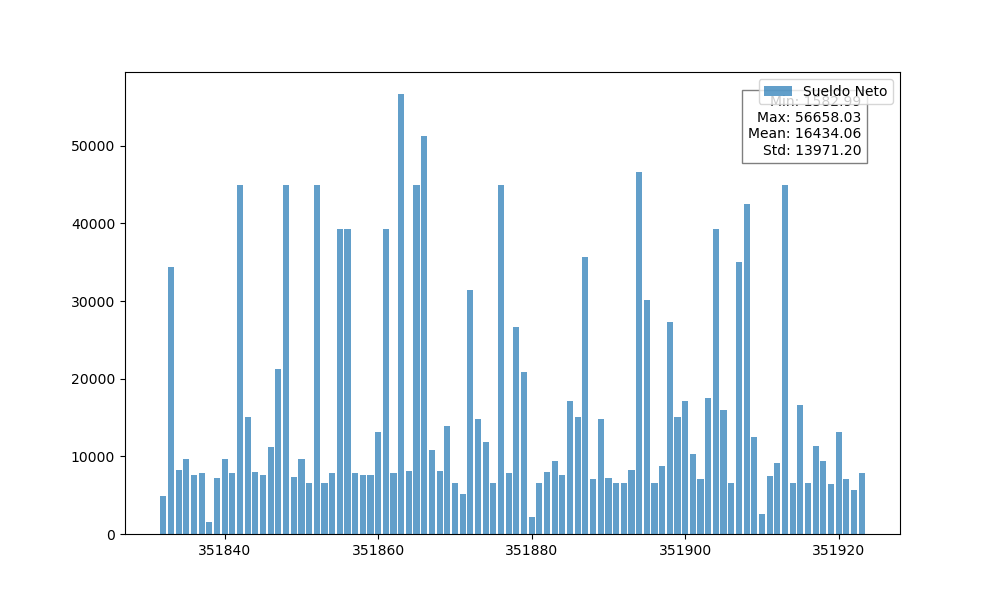 Sueldo Neto
Min: 1582.99
Max: 56658.03
Mean: 16434.06
Std: 13971.20
50000
40000
30000
20000
10000
0
351840 351860 351880 351900 351920